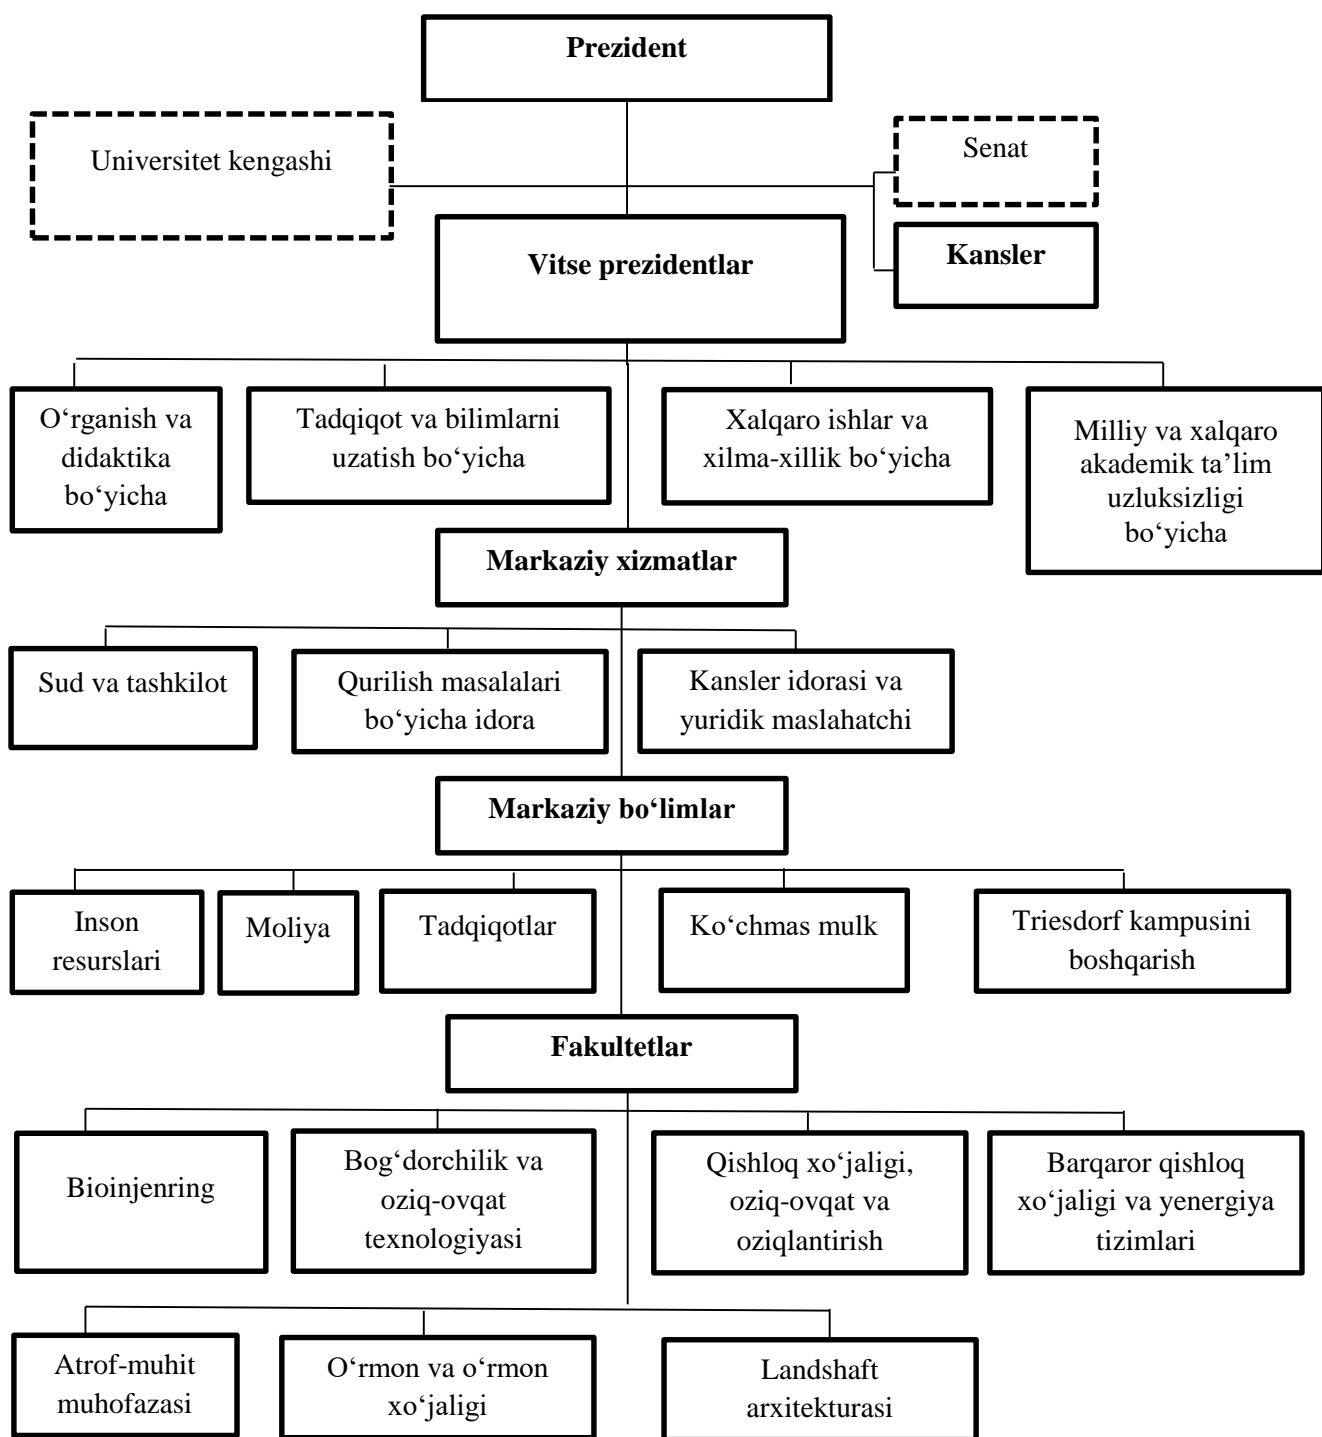 Prezident
Universitet kengashi
Senat
Vitse prezidentlar
Kansler
O‘rganish va
didaktika
bo‘yicha
Tadqiqot va bilimlarni
uzatish bo‘yicha
Xalqaro ishlar va
xilma-xillik bo‘yicha
Milliy va xalqaro
akademik ta’lim
uzluksizligi
bo‘yicha
Markaziy xizmatlar
Sud va tashkilot
Qurilish masalalari
bo‘yicha idora
Kansler idorasi va
yuridik maslahatchi
Markaziy bo‘limlar
Inson
resurslari
Moliya
Tadqiqotlar
Ko‘chmas mulk
Triesdorf kampusini
boshqarish
Fakultetlar
Bioinjenring
Bog‘dorchilik va
oziq-ovqat
texnologiyasi
Qishloq xo‘jaligi,
oziq-ovqat va
oziqlantirish
Barqaror qishloq
xo‘jaligi va yenergiya
tizimlari
Atrof-muhit
muhofazasi
O‘rmon va o‘rmon
xo‘jaligi
Landshaft
arxitekturasi